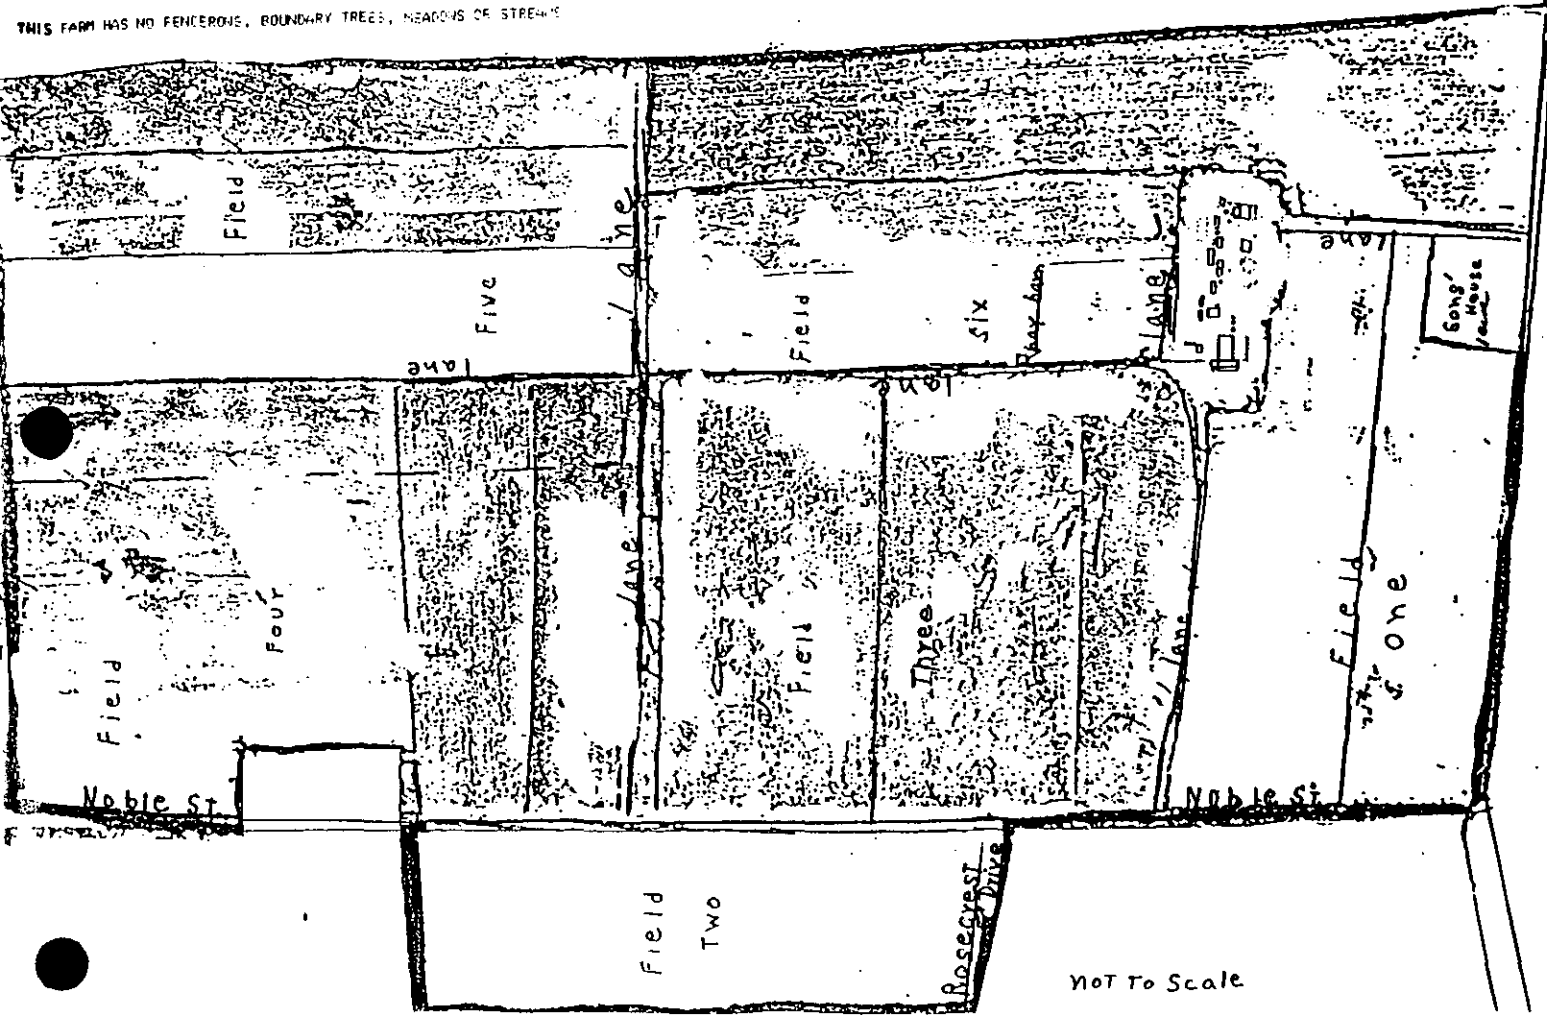 THIS FARM HAS NO FENCEROWS, BOUNDARY TREES, MEADOWS OR STREAMS
Field
Five
lane
lane
Field
Six
lane
Lane
Sons'
House
lane
Field
Four
lane
Field
Three
lane
Field
One
Noble St.
Noble St.
Field
Two
Rosecrest
Drive
NOT To Scale